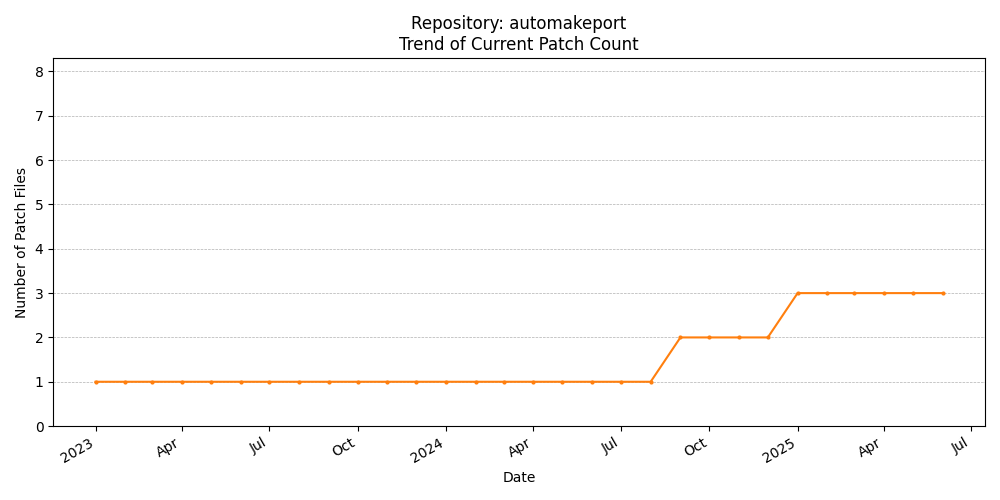 Repository: automakeport
Trend of Current Patch Count
Number of Patch Files
8
7
6
5
4
3
2
1
0
2023
Apr
Jul
Oct
2024
Apr
Jul
Oct
2025
Apr
Jul
Date